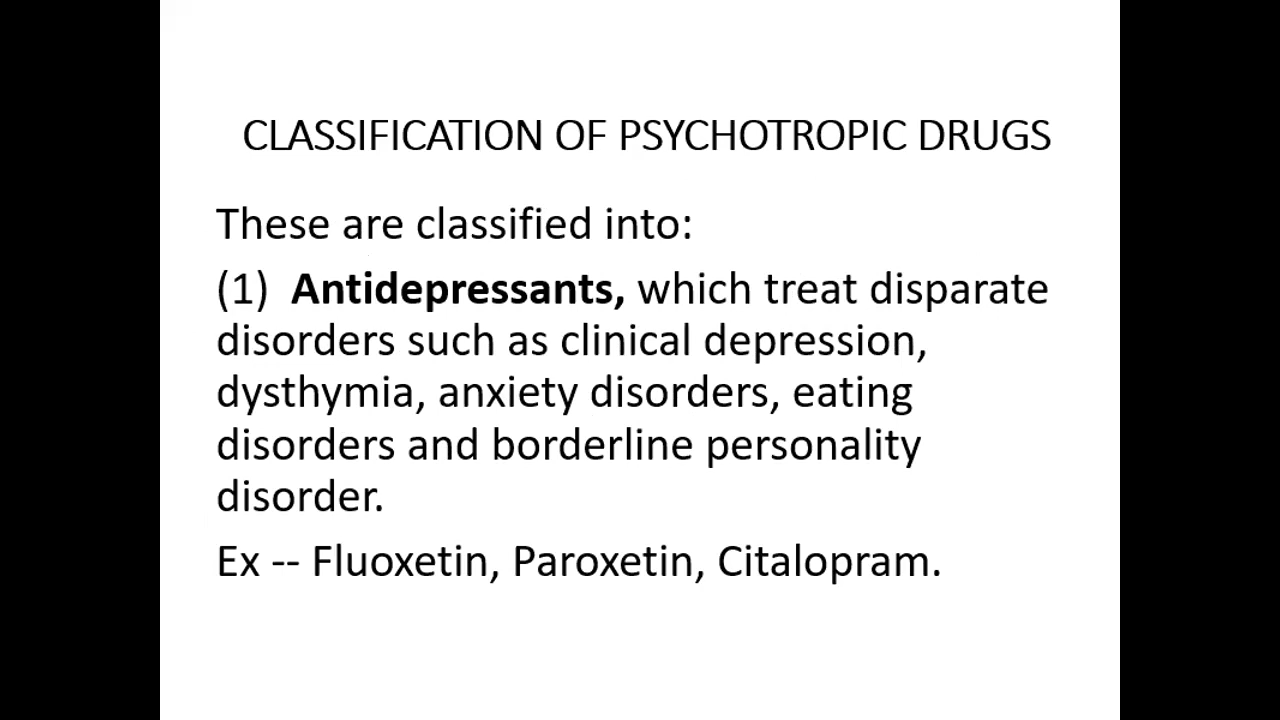 CLASSIFICATION OF PSYCHOTROPIC DRUGS
These are classified into:
(1) Antidepressants, which treat disparate
disorders such as clinical depression,
dysthymia, anxiety disorders, eating
disorders and borderline personality
disorder.
Ex -- Fluoxetin, Paroxetin, Citalopram.